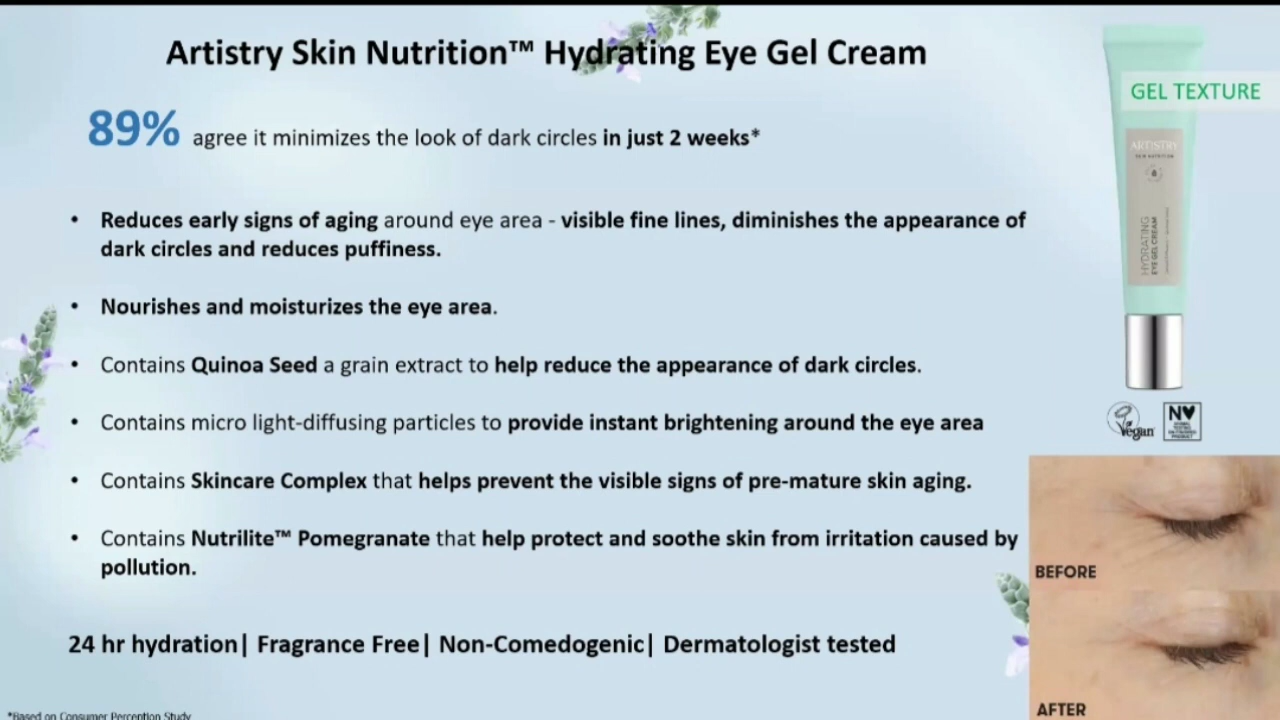 Artistry Skin Nutrition™ Hydrating Eye Gel Cream
GEL TEXTURE
89% agree it minimizes the look of dark circles in just 2 weeks*
ARTISTRY
SKIN NUTRITION
HYDRATING
EYE GEL CREAM
• Reduces early signs of aging around eye area - visible fine lines, diminishes the appearance of
dark circles and reduces puffiness.
• Nourishes and moisturizes the eye area.
• Contains Quinoa Seed a grain extract to help reduce the appearance of dark circles.
• Contains micro light-diffusing particles to provide instant brightening around the eye area
Vegan
N♥
• Contains Skincare Complex that helps prevent the visible signs of pre-mature skin aging.
• Contains Nutrilite™ Pomegranate that help protect and soothe skin from irritation caused by
pollution.
BEFORE
24 hr hydration| Fragrance Free| Non-Comedogenic| Dermatologist tested
AFTER
*Based on Consumer Perception Study